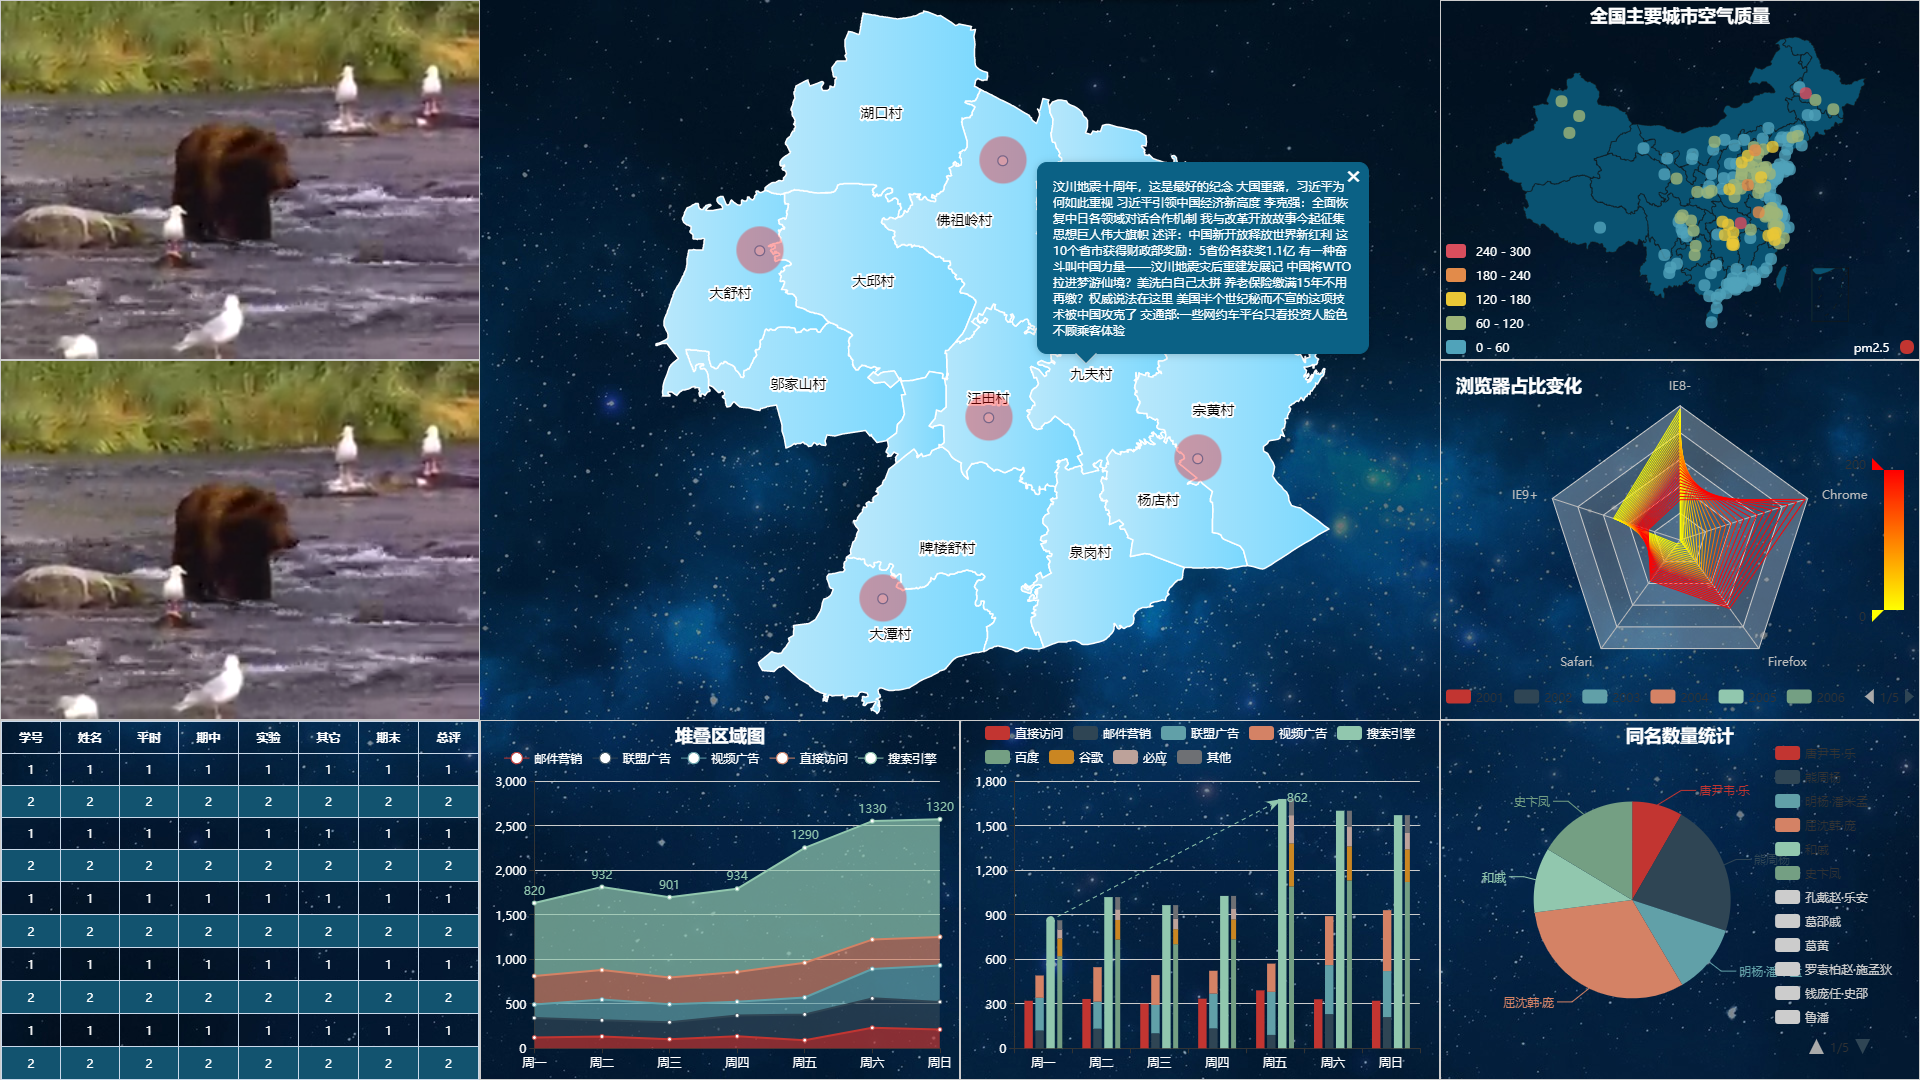 湖口村
佛祖岭村
大舒村
大邱村
邬家山村
汪田村
九夫村
宗黄村
杨店村
牌楼舒村
泉岗村
大潭村
汶川地震十周年，这是最好的纪念 大国重器，习近平为
何如此重视 习近平引领中国经济新高度 李克强：全面恢
复中日各领域对话合作机制 我与改革开放故事今起征集
思想巨人伟大旗帜 述评：中国新开放释放世界新红利 这
10个省市获得财政部奖励：5省份各获奖1.1亿 有一种奋
斗叫中国力量——汶川地震灾后重建发展记 中国将WTO
拉进梦游仙境？美洗白自己太拼 养老保险缴满15年不用
再缴？权威说法在这里 美国半个世纪秘而不宣的这项技
术被中国攻克了 交通部:一些网约车平台只看投资人脸色
不顾乘客体验
全国主要城市空气质量
240 - 300
180 - 240
120 - 180
60 - 120
0 - 60
pm2.5
浏览器占比变化
IE8-
IE9+
Chrome
Safari
Firefox
2001
2004
2006
1/5
学号 姓名 平时 期中 实验 其它 期末 总评
1 1 1 1 1 1 1 1
2 2 2 2 2 2 2 2
1 1 1 1 1 1 1 1
2 2 2 2 2 2 2 2
1 1 1 1 1 1 1 1
2 2 2 2 2 2 2 2
1 1 1 1 1 1 1 1
2 2 2 2 2 2 2 2
1 1 1 1 1 1 1 1
2 2 2 2 2 2 2 2
堆叠区域图
邮件营销 联盟广告 视频广告 直接访问 搜索引擎
3,000
2,500
2,000
1,500
1,000
500
0
820 932 901 934 1290 1330 1320
周一 周二 周三 周四 周五 周六 周日
直接访问 邮件营销 联盟广告 视频广告 搜索引擎
百度 谷歌 必应 其他
1,800
1,500
1,200
900
600
300
0
862
周一 周二 周三 周四 周五 周六 周日
同名数量统计
唐尹韦·乐
史卞凤
和戚
屈沈韩·庞
唐尹韦·乐
屈沈韩·庞
和戚
史卞凤
孔戴赵·乐安
葛邵戚
葛黄
罗袁柏赵·施孟狄
钱庞任·史邵
鲁潘
1/5